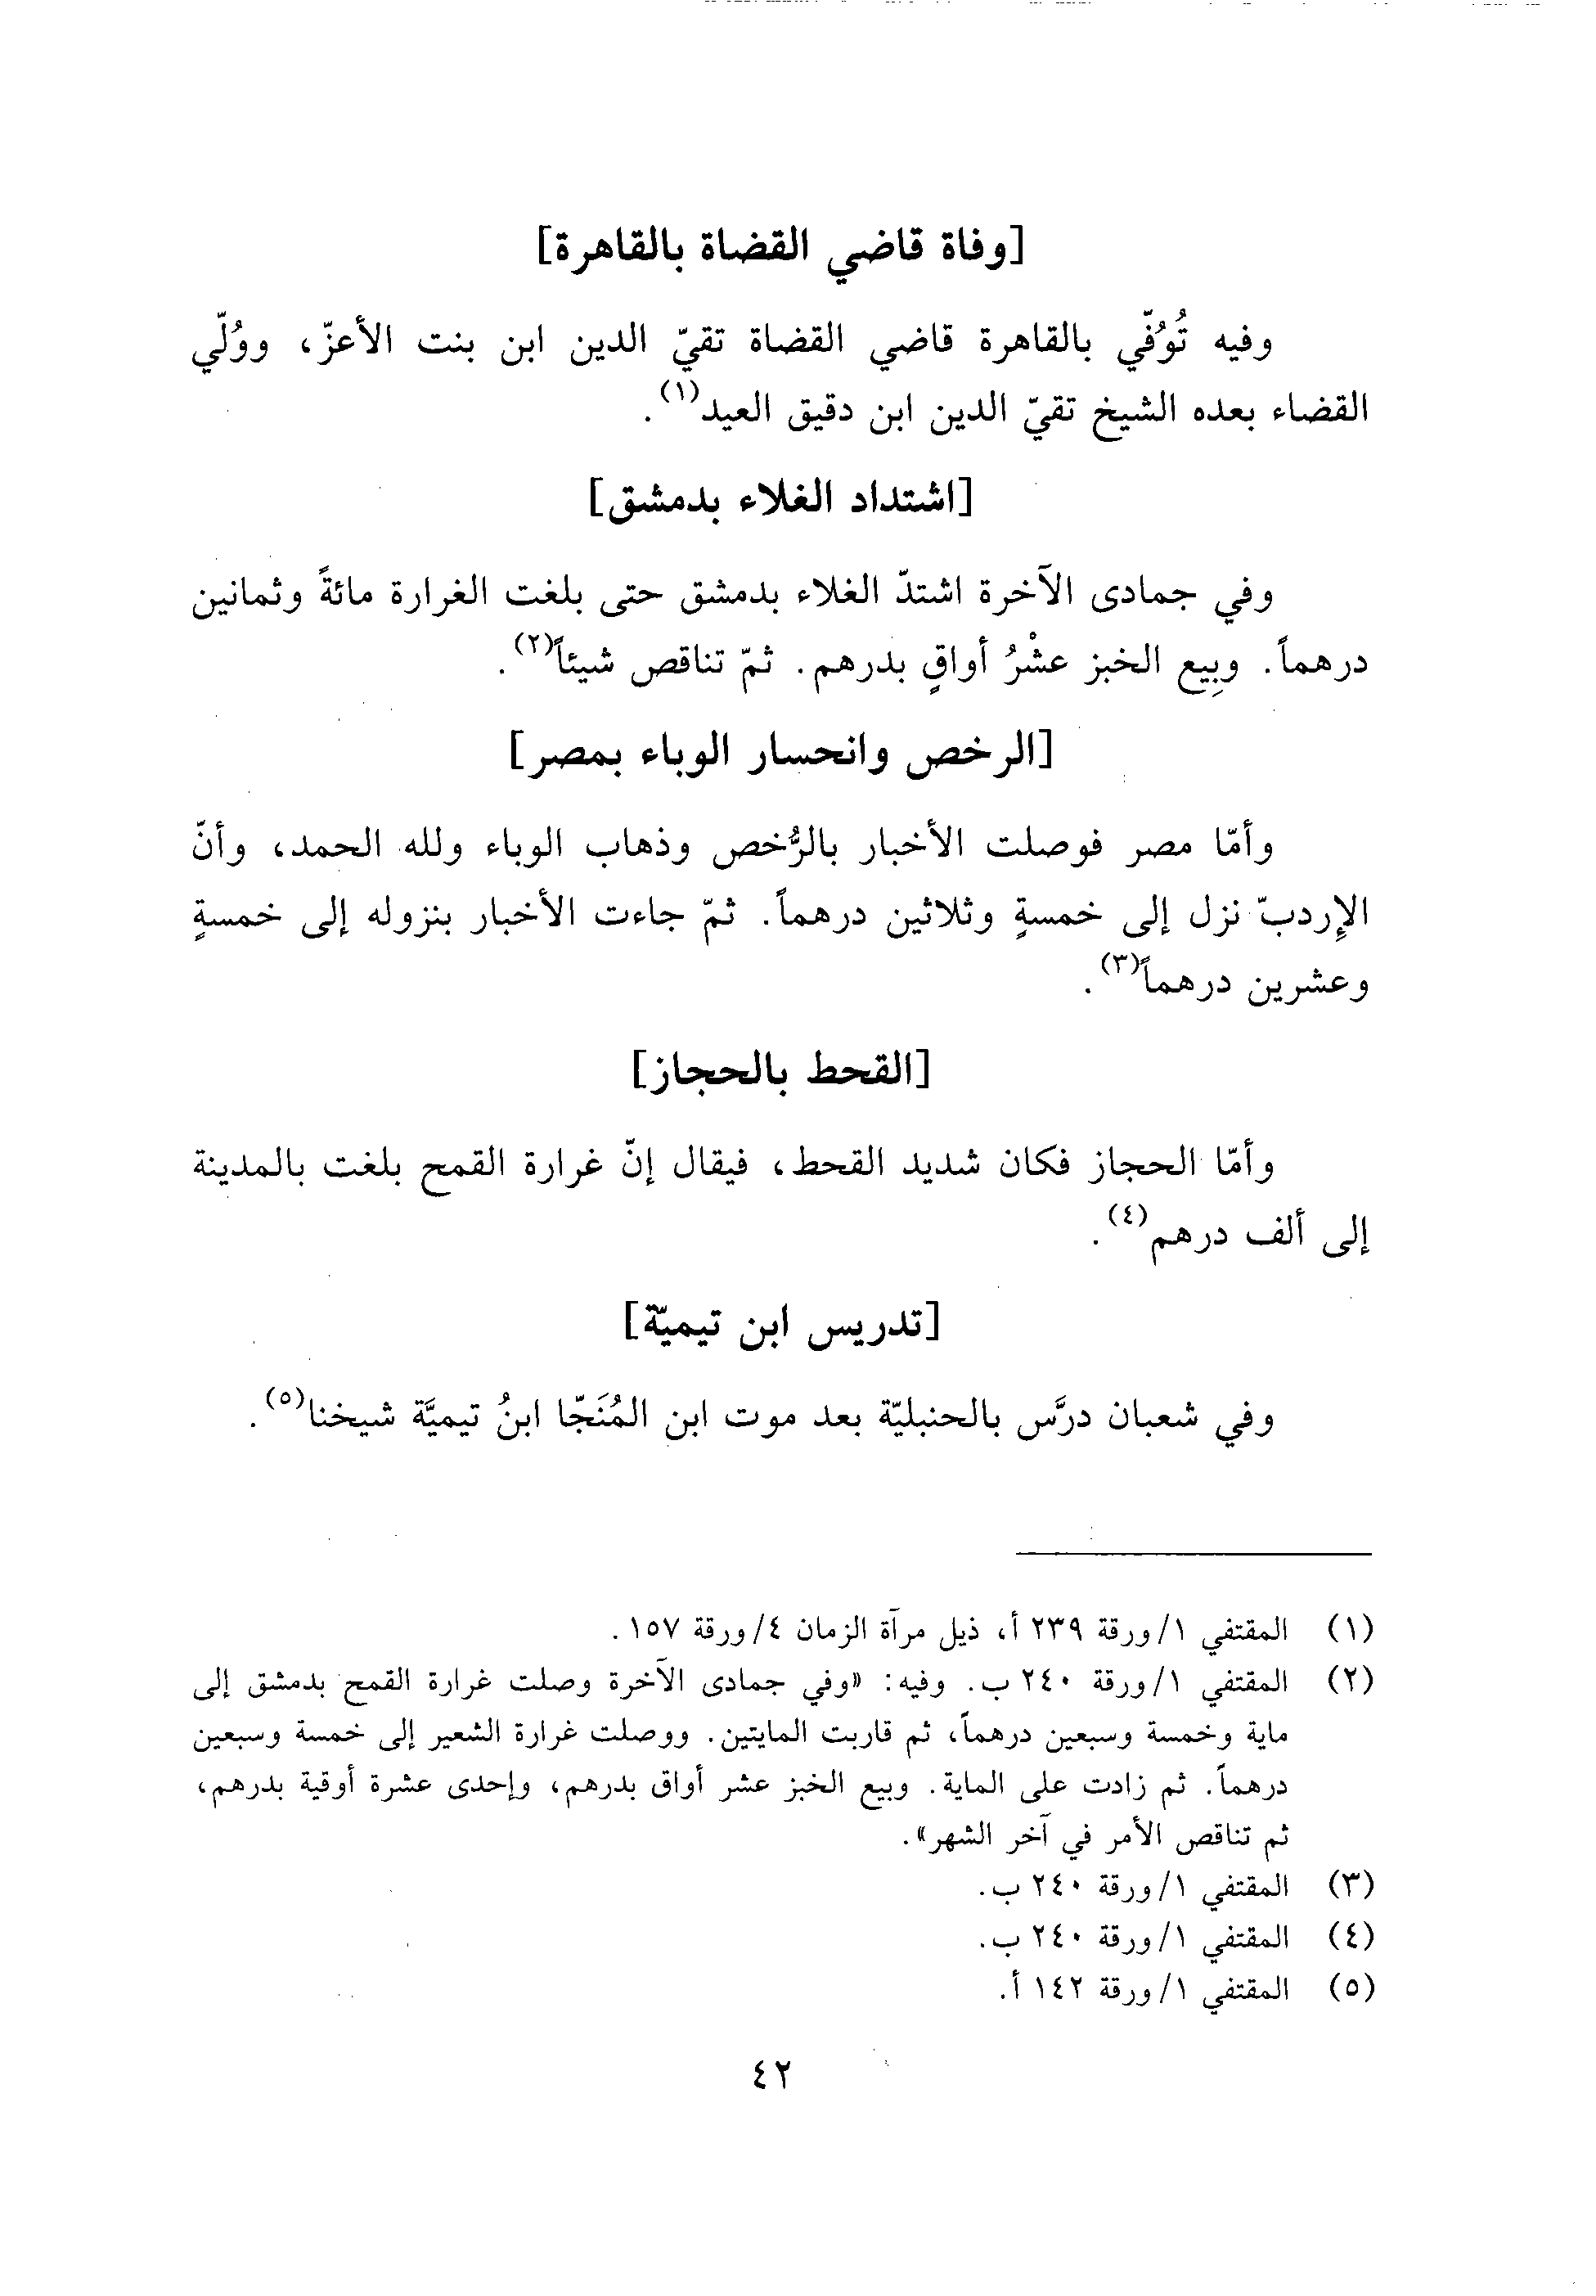 [وفاة قاضي القضاة بالقاهرة]
وفيه تُوُفّي بالقاهرة قاضي القضاة تقيّ الدين ابن بنت الأعزّ، ووُلّي
القضاء بعده الشيخ تقيّ الدين ابن دقيق العيد(١).
[اشتداد الغلاء بدمشق]
وفي جمادى الآخرة اشتدّ الغلاء بدمشق حتى بلغت الغرارة مائةً وثمانين
درهماً. وبِيع الخبز عشْرُ أواقٍ بدرهم. ثمّ تناقص شيئاً(٢).
[الرخص وانحسار الوباء بمصر]
وأمّا مصر فوصلت الأخبار بالرُّخص وذهاب الوباء ولله الحمد، وأنّ
الإردبّ نزل إلى خمسةٍ وثلاثين درهماً. ثمّ جاءت الأخبار بنزوله إلى خمسةٍ
وعشرين درهماً(٣).
[القحط بالحجاز]
وأمّا الحجاز فكان شديد القحط، فيقال إنّ غرارة القمح بلغت بالمدينة
إلى ألف درهم(٤).
[تدريس ابن تيميّة]
وفي شعبان درَّس بالحنبليّة بعد موت ابن المُنَجّا ابنُ تيميَّة شيخنا(٥).
(١) المقتفي ١/ورقة ٢٣٩ أ، ذيل مرآة الزمان ٤/ورقة ١٥٧.
(٢) المقتفي ١/ورقة ٢٤٠ ب. وفيه: «وفي جمادى الآخرة وصلت غرارة القمح بدمشق إلى
ماية وخمسة وسبعين درهماً، ثم قاربت المايتين. ووصلت غرارة الشعير إلى خمسة وسبعين
درهماً. ثم زادت على الماية. وبيع الخبز عشر أواق بدرهم، وإحدى عشرة أوقية بدرهم،
ثم تناقص الأمر في آخر الشهر».
(٣) المقتفي ١/ورقة ٢٤٠ ب.
(٤) المقتفي ١/ورقة ٢٤٠ ب.
(٥) المقتفي ١/ورقة ١٤٢ أ.
٤٢